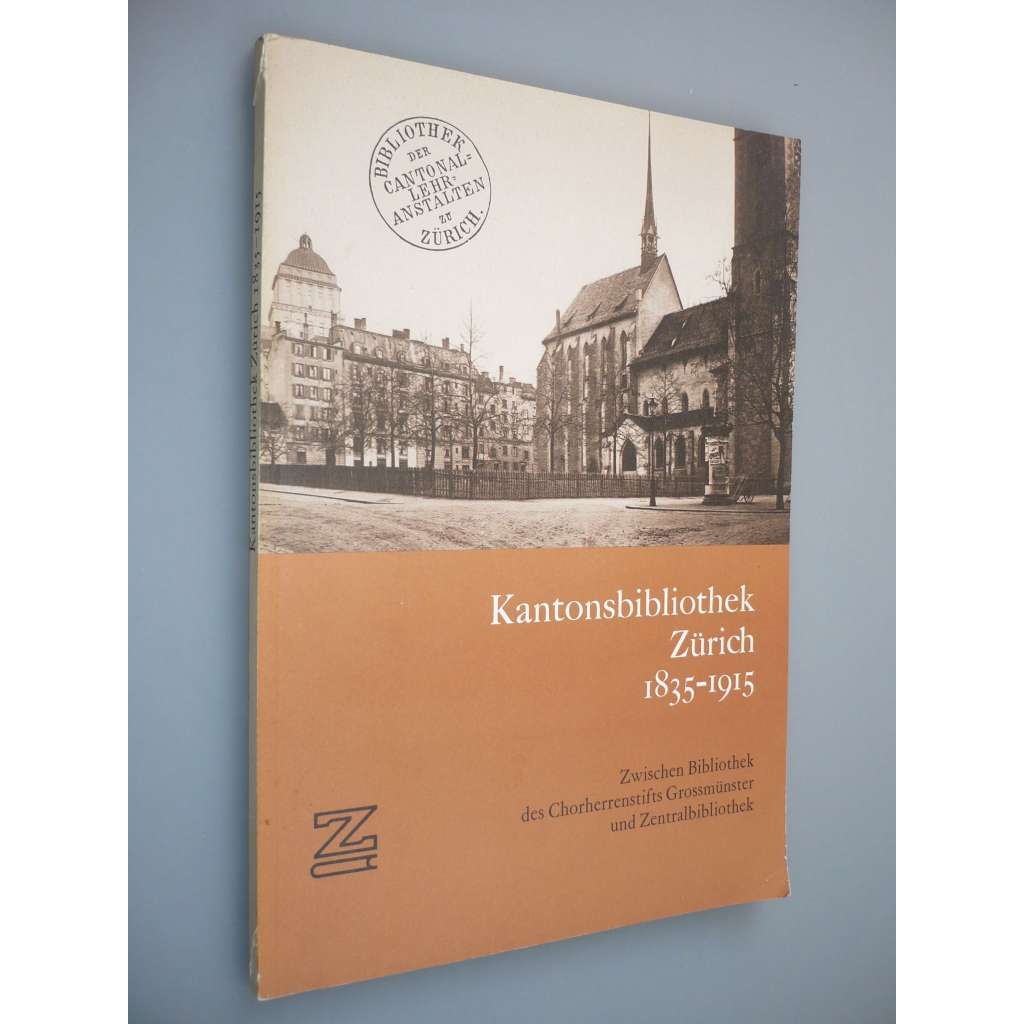 BIBLIOTHEK
DER
CANTONAL=
LEHR=
ANSTALTEN
ZU
ZÜRICH.
Kantonsbibliothek Zürich 1835–1915
Kantonsbibliothek
Zürich
1835-1915
Zwischen Bibliothek
des Chorherrenstifts Grossmünster
und Zentralbibliothek
Z